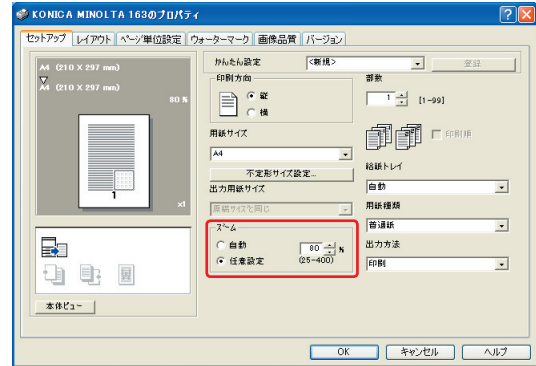 KONICA MINOLTA 163のプロパティ
セットアップ レイアウト ページ単位設定 ウォーターマーク 画像品質 バージョン
A4 (210 X 297 mm)
A4 (210 X 297 mm)
80 %
1
x1
本体ビュー
かんたん設定 <新規> 登録
印刷方向
縦
横
用紙サイズ
A4
不定形サイズ設定...
出力用紙サイズ
原稿サイズと同じ
ズーム
自動
任意設定
80 %
(25-400)
部数
1 [1-99]
印刷順
給紙トレイ
自動
用紙種類
普通紙
出力方法
印刷
OK キャンセル ヘルプ